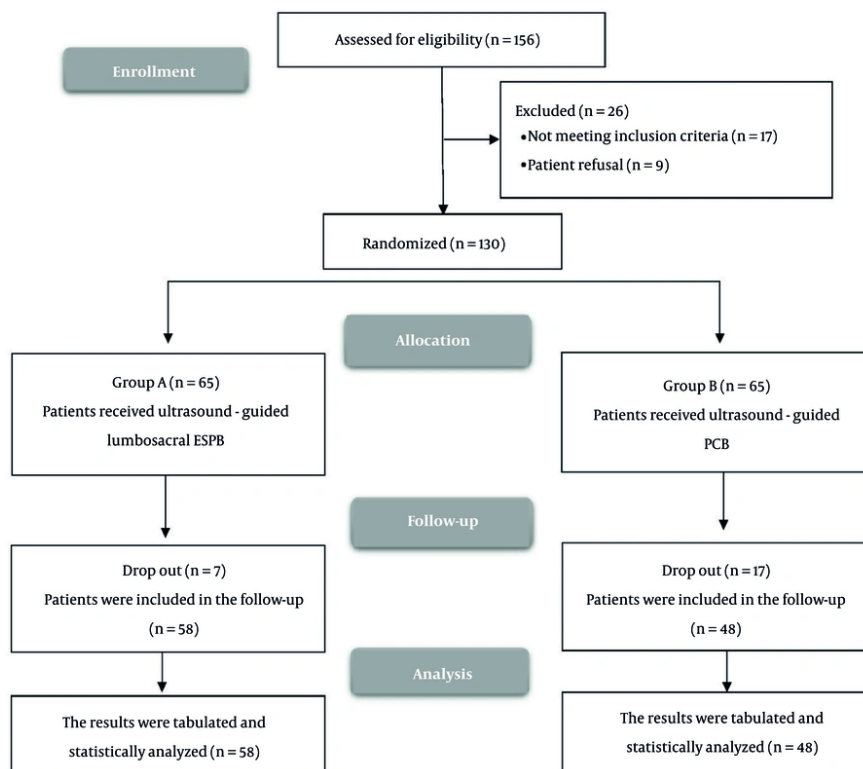 Assessed for eligibility (n = 156)
Enrollment
Excluded (n = 26)
•Not meeting inclusion criteria (n = 17)
•Patient refusal (n = 9)
Randomized (n = 130)
Allocation
Group A (n = 65)
Patients received ultrasound - guided
lumbosacral ESPB
Group B (n = 65)
Patients received ultrasound - guided
PCB
Follow-up
Drop out (n = 7)
Patients were included in the follow-up
(n = 58)
Drop out (n = 17)
Patients were included in the follow-up
(n = 48)
Analysis
The results were tabulated and
statistically analyzed (n = 58)
The results were tabulated and
statistically analyzed (n = 48)